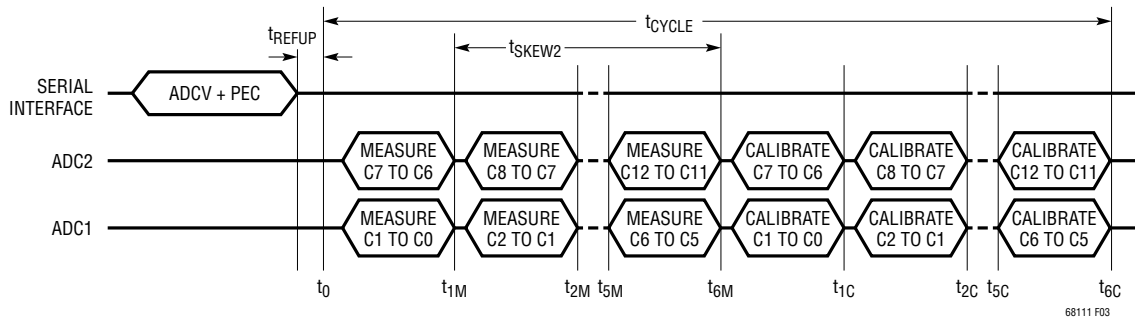 tCYCLE
tREFUP
tSKEW2
SERIAL
INTERFACE
ADCV + PEC
ADC2
MEASURE
C7 TO C6
MEASURE
C8 TO C7
MEASURE
C12 TO C11
CALIBRATE
C7 TO C6
CALIBRATE
C8 TO C7
CALIBRATE
C12 TO C11
ADC1
MEASURE
C1 TO C0
MEASURE
C2 TO C1
MEASURE
C6 TO C5
CALIBRATE
C1 TO C0
CALIBRATE
C2 TO C1
CALIBRATE
C6 TO C5
t0 t1M t2M t5M t6M t1C t2C t5C t6C
68111 F03